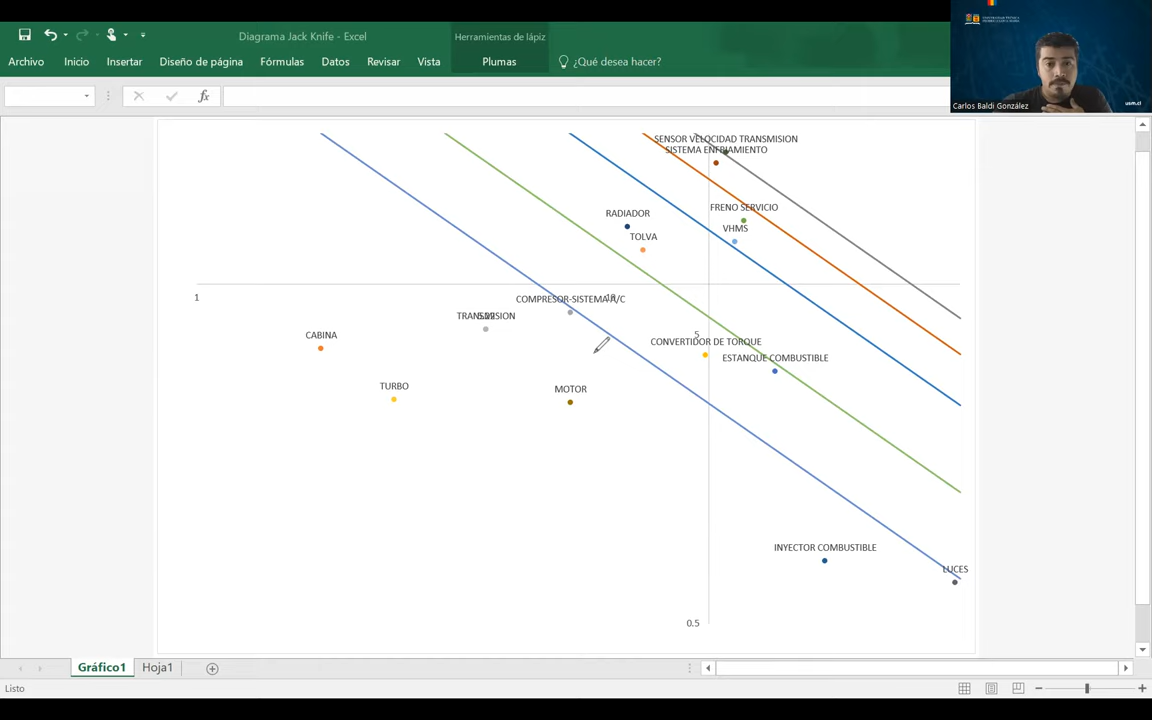 Diagrama Jack Knife - Excel
Herramientas de lápiz
Archivo Inicio Insertar Diseño de página Fórmulas Datos Revisar Vista Plumas ¿Qué desea hacer?
Carlos Baldi González
usm.cl
fx
SENSOR VELOCIDAD TRANSMISION
SISTEMA ENFRIAMIENTO
FRENO SERVICIO
RADIADOR
VHMS
TOLVA
1
COMPRESOR-SISTEMA A/C
TRANSMISION
CABINA
5
CONVERTIDOR DE TORQUE
ESTANQUE COMBUSTIBLE
TURBO
MOTOR
INYECTOR COMBUSTIBLE
LUCES
0.5
Gráfico1 Hoja1
Listo